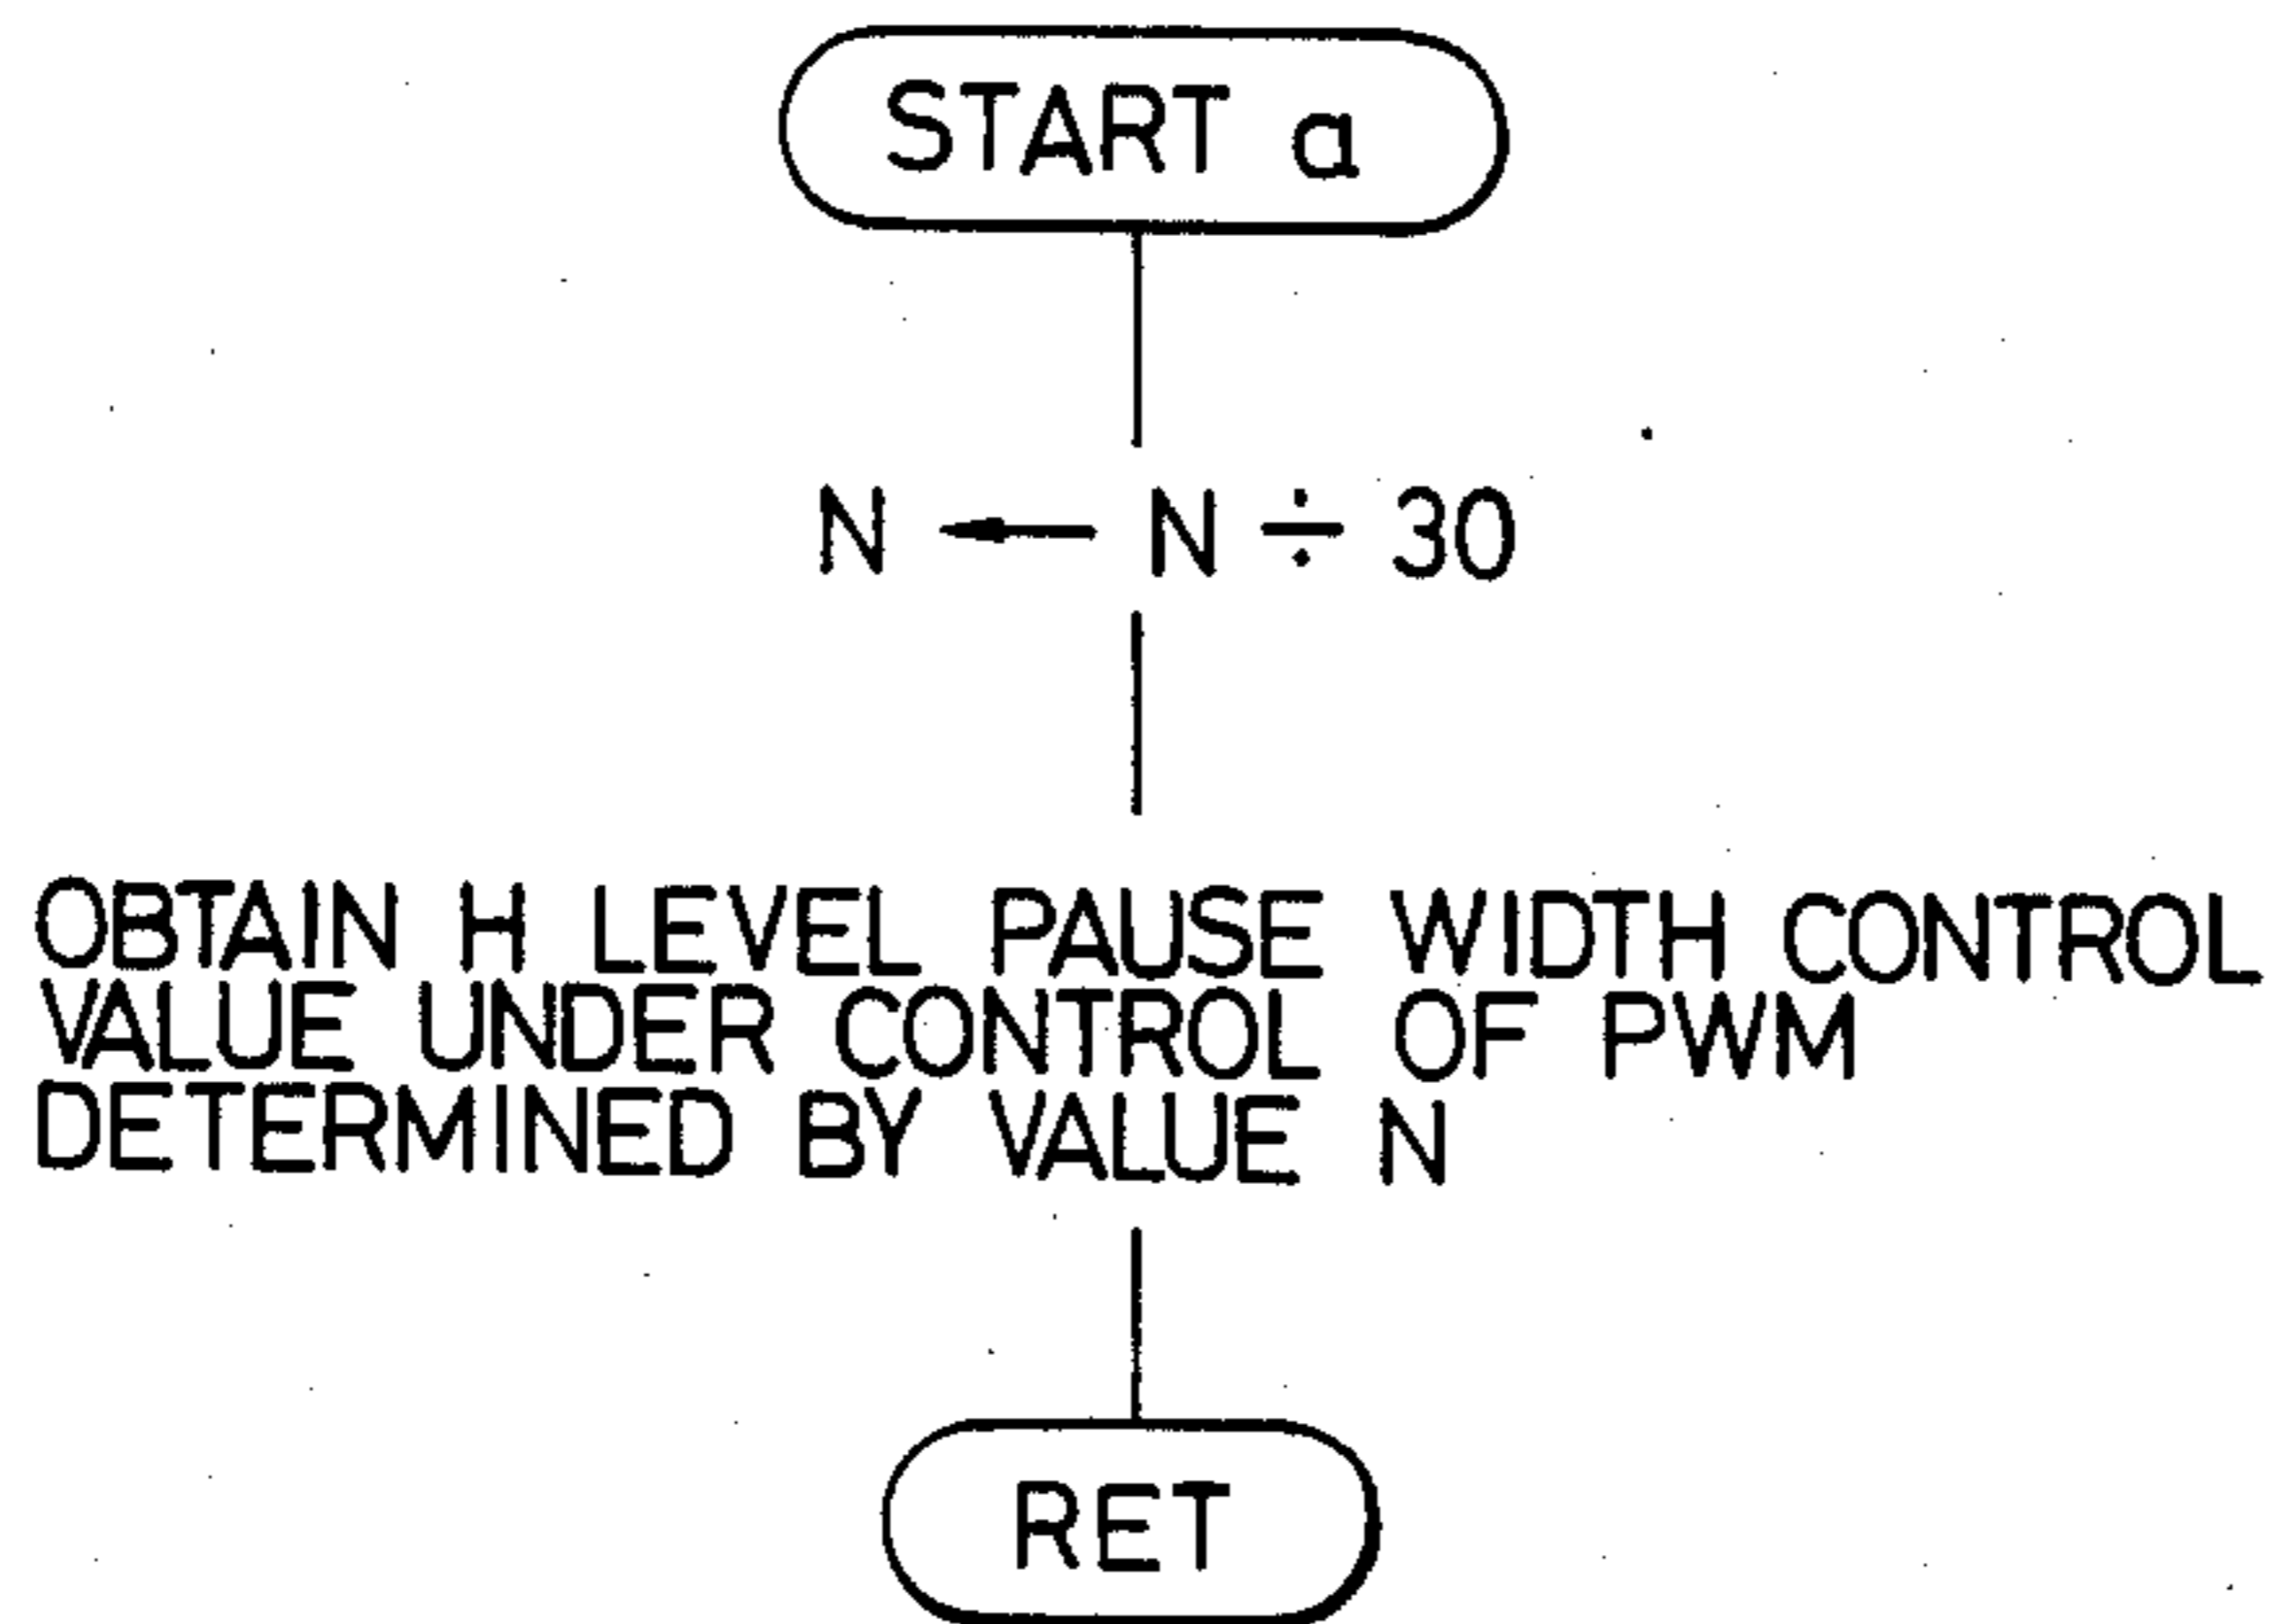 START a
N ← N ÷ 30
OBTAIN H LEVEL PAUSE WIDTH CONTROL
VALUE UNDER CONTROL OF PWM
DETERMINED BY VALUE N
RET